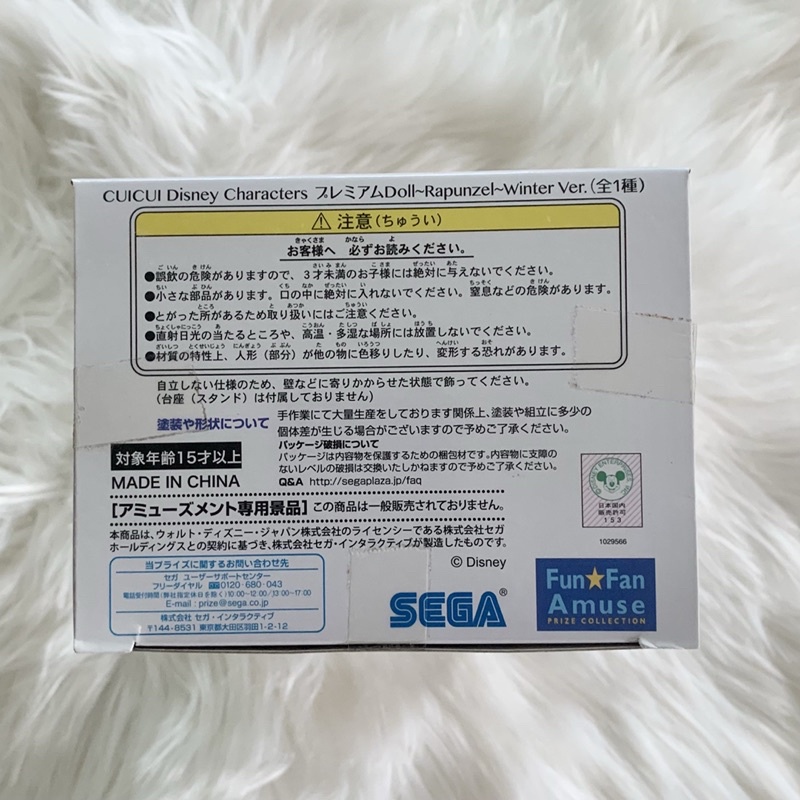 CUICUI Disney Characters プレミアムDoll~Rapunzel~Winter Ver.(全1種)
⚠ 注意(ちゅうい)
お客様へ 必ずお読みください。
●誤飲の危険がありますので、3才未満のお子様には絶対に与えないでください。
●小さな部品があります。口の中に絶対に入れないでください。窒息などの危険があります。
●とがった所があるため取り扱いにはご注意ください。
●直射日光の当たるところや、高温・多湿な場所には放置しないでください。
●材質の特性上、人形(部分)が他の物に色移りしたり、変形する恐れがあります。
自立しない仕様のため、壁などに寄りかからせた状態で飾ってください。
(台座(スタンド)は付属しておりません)
塗装や形状について
手作業にて大量生産をしております関係上、塗装や組立に多少の
個体差が生じる場合がございますので予めご了承ください。
パッケージ破損について
パッケージは内容物を保護するための梱包材です。内容物に支障の
ないレベルの破損は交換いたしかねますので予めご了承ください。
Q&A http://segaplaza.jp/faq
対象年齢15才以上
MADE IN CHINA
[アミューズメント専用景品] この商品は一般販売されておりません。
本商品は、ウォルト・ディズニー・ジャパン株式会社のライセンシーである株式会社セガ
ホールディングスとの契約に基づき、株式会社セガ・インタラクティブが製造したものです。
© Disney
当プライズに関するお問い合わせ先
セガ ユーザーサポートセンター
フリーダイヤル 0120-680-043
電話受付時間(弊社指定休日を除く)10:00~12:00/13:00~17:00
E-mail : prize@sega.co.jp
株式会社 セガ・インタラクティブ
〒144-8531 東京都大田区羽田1-2-12
SEGA®
DISNEY ENTERPRISES, INC.
日本国内
販売許可
153
1029566
Fun★Fan
Amuse
PRIZE COLLECTION